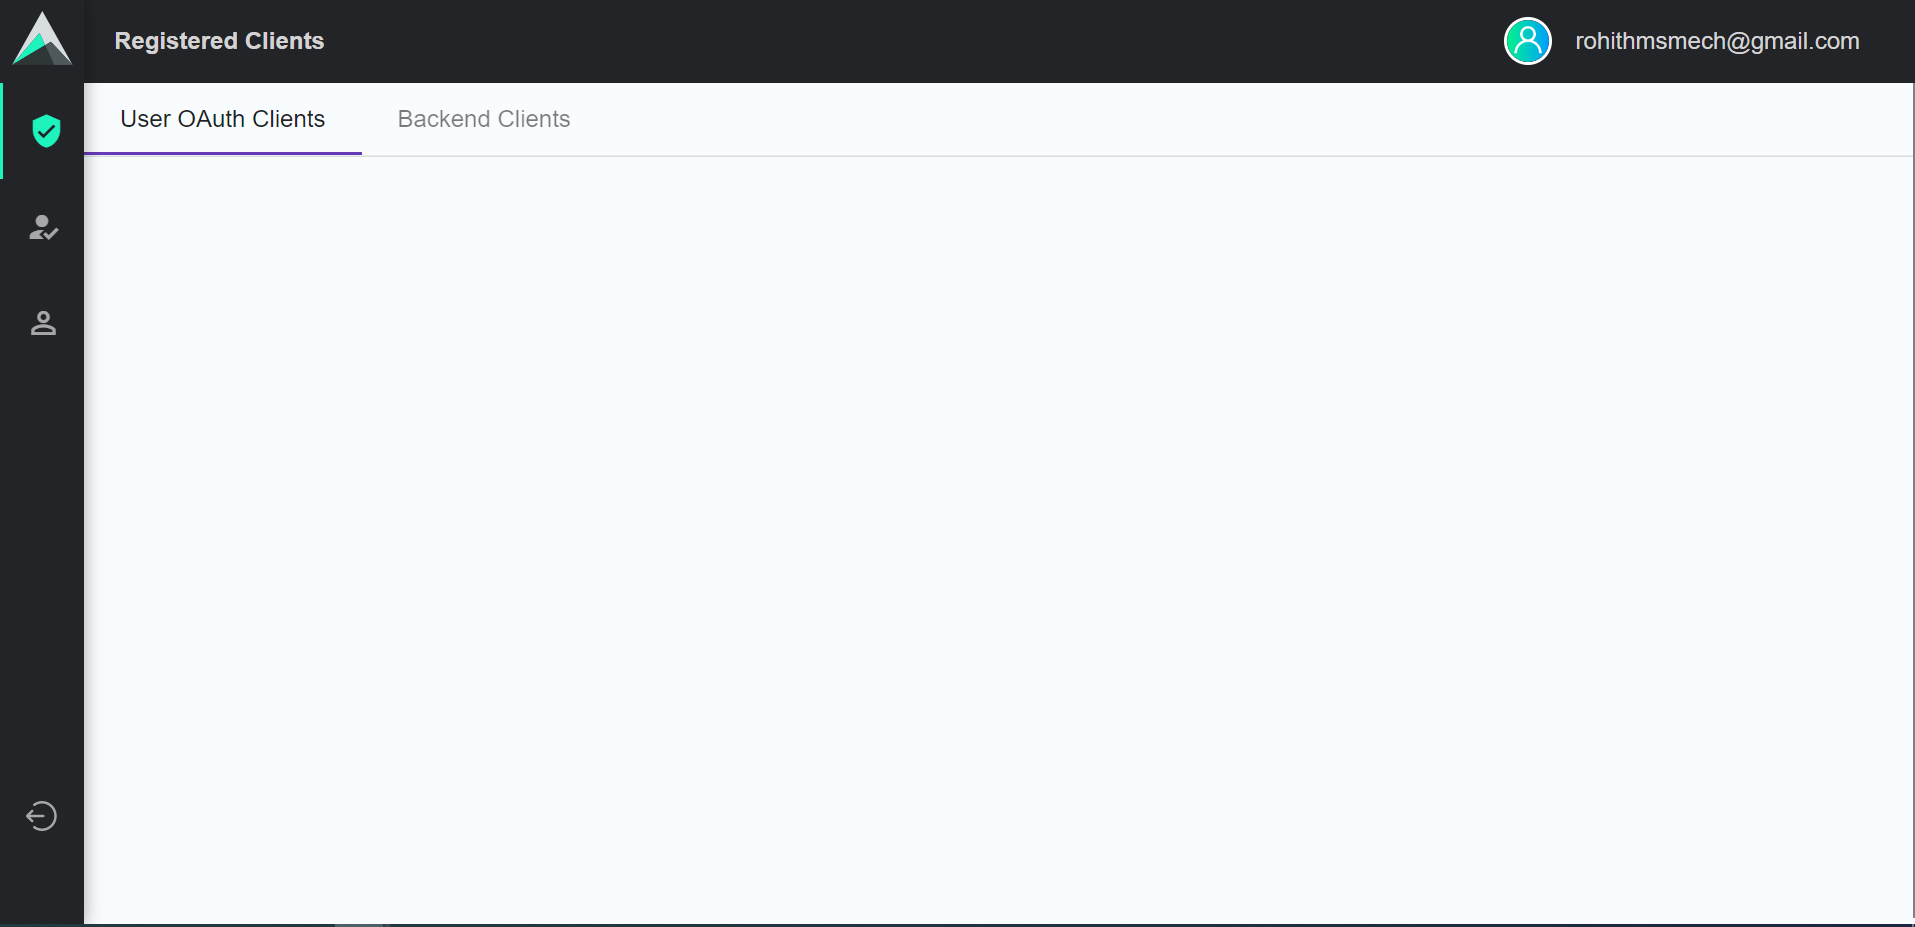 Registered Clients
rohithmsmech@gmail.com
User OAuth Clients
Backend Clients